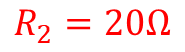 R₂ = 20Ω